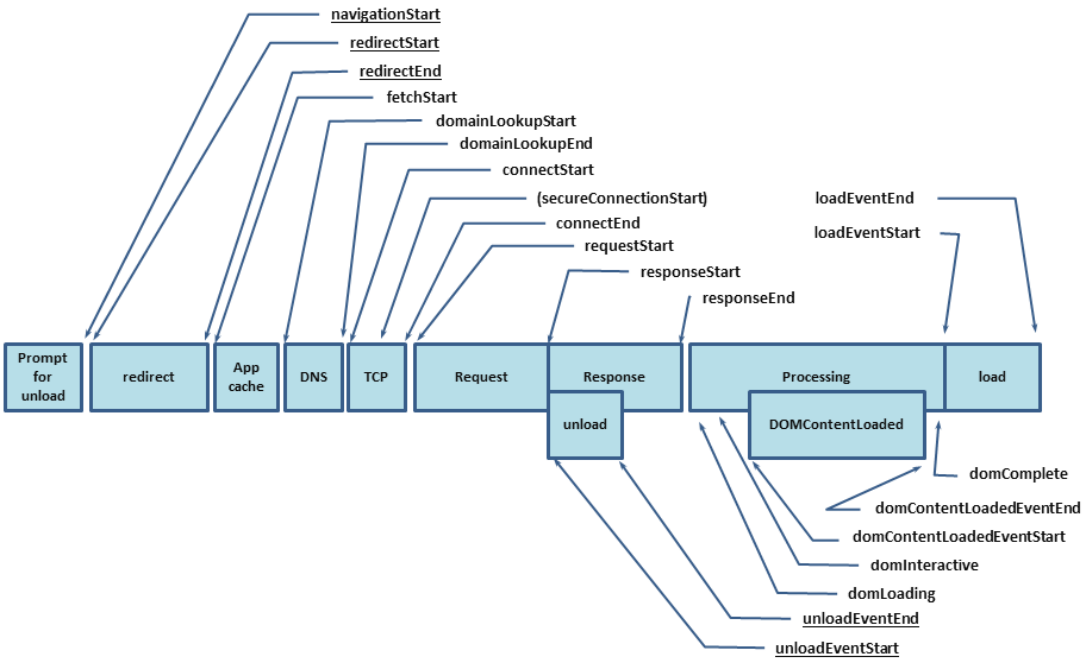 navigationStart
redirectStart
redirectEnd
fetchStart
domainLookupStart
domainLookupEnd
connectStart
(secureConnectionStart)
loadEventEnd
connectEnd
loadEventStart
requestStart
responseStart
responseEnd
Prompt
for
unload
redirect
App
cache
DNS
TCP
Request
Response
Processing
load
unload
DOMContentLoaded
domComplete
domContentLoadedEventEnd
domContentLoadedEventStart
domInteractive
domLoading
unloadEventEnd
unloadEventStart